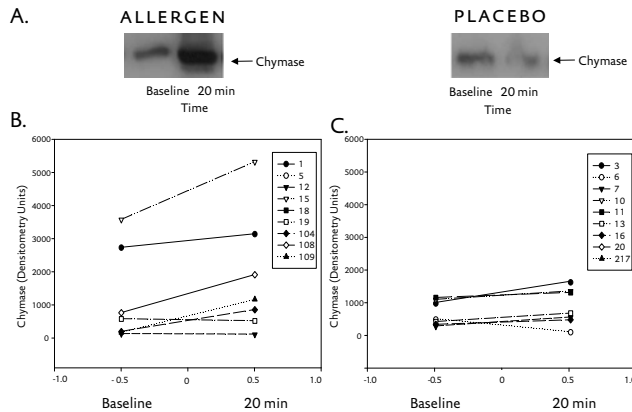 A.
ALLERGEN
Chymase
Baseline 20 min
Time
PLACEBO
Chymase
Baseline 20 min
Time
B.
Chymase (Densitometry Units)
6000
5000
4000
3000
2000
1000
0
1
5
12
15
18
19
104
108
109
-1.0 -0.5 0 0.5 1.0
Baseline 20 min
C.
Chymase (Densitometry Units)
6000
5000
4000
3000
2000
1000
0
3
6
7
10
11
13
16
20
217
-1.0 -0.5 0 0.5 1.0
Baseline 20 min